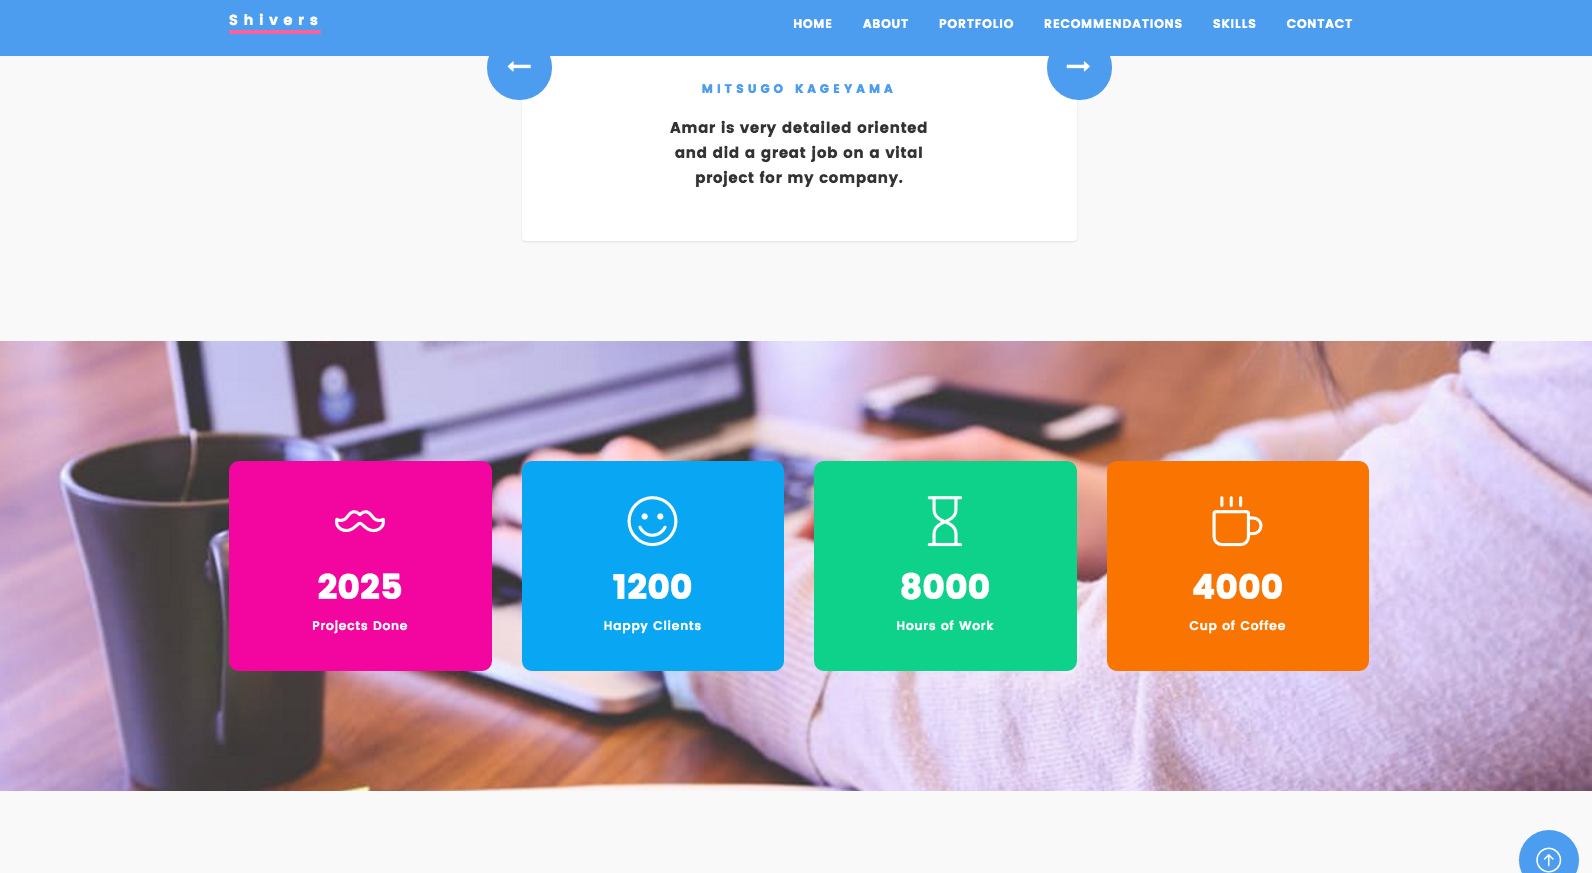 Shivers
HOME ABOUT PORTFOLIO RECOMMENDATIONS SKILLS CONTACT
MITSUGO KAGEYAMA
Amar is very detailed oriented
and did a great job on a vital
project for my company.
2025
Projects Done
1200
Happy Clients
8000
Hours of Work
4000
Cup of Coffee